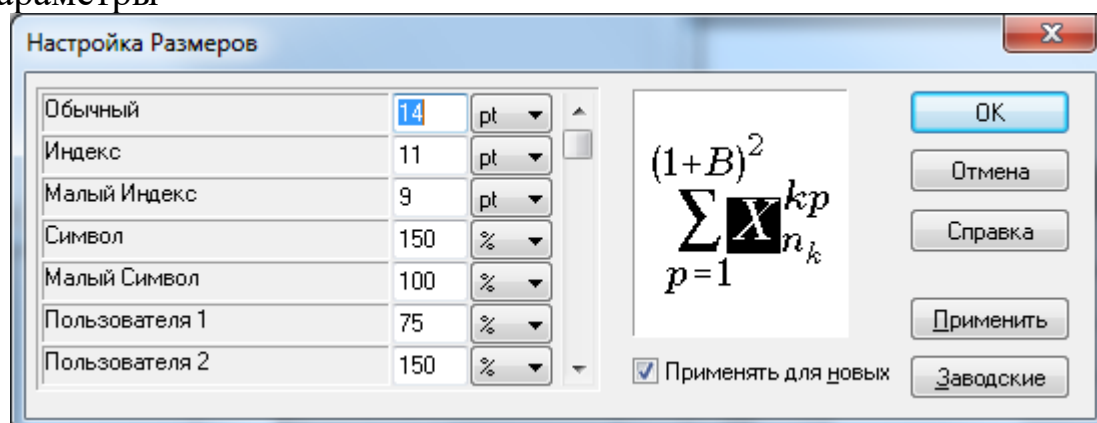 араметры
Настройка Размеров
Обычный 14 pt
Индекс 11 pt
Малый Индекс 9 pt
Символ 150 %
Малый Символ 100 %
Пользователя 1 75 %
Пользователя 2 150 %
(1+B)²
∑ X kp n k
p=1
Применять для новых
OK
Отмена
Справка
Применить
Заводские